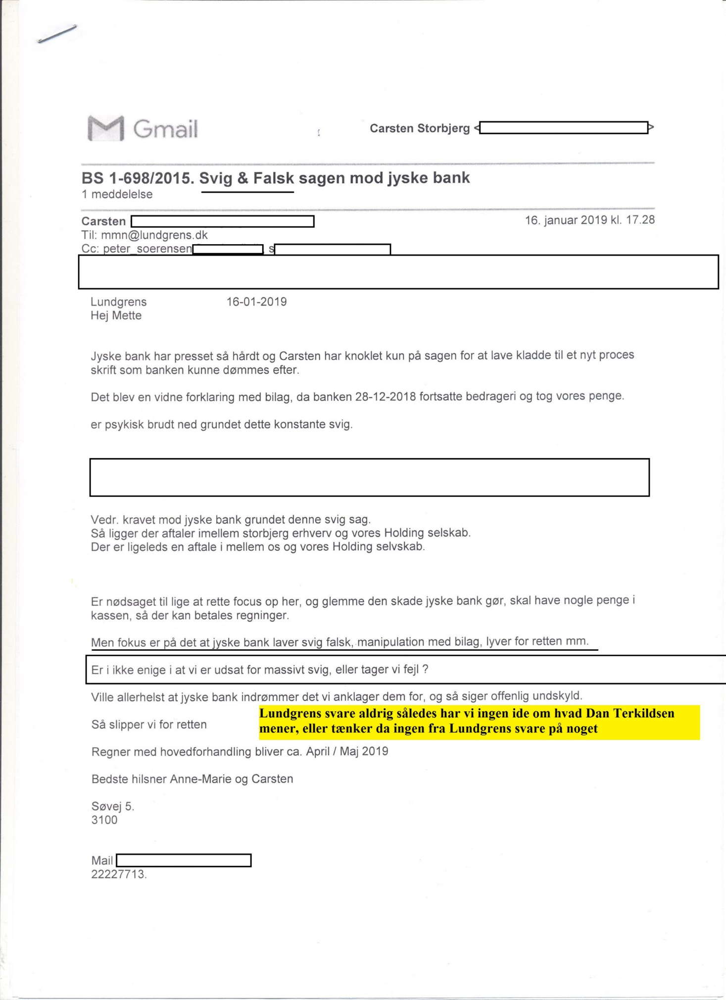 Gmail
Carsten Storbjerg < >
BS 1-698/2015. Svig & Falsk sagen mod jyske bank
1 meddelelse
Carsten
16. januar 2019 kl. 17.28
Til: mmn@lundgrens.dk
Cc: peter_soerensen s
Lundgrens 16-01-2019
Hej Mette
Jyske bank har presset så hårdt og Carsten har knoklet kun på sagen for at lave kladde til et nyt proces
skrift som banken kunne dømmes efter.
Det blev en vidne forklaring med bilag, da banken 28-12-2018 fortsatte bedrageri og tog vores penge.
er psykisk brudt ned grundet dette konstante svig.
Vedr. kravet mod jyske bank grundet denne svig sag.
Så ligger der aftaler imellem storbjerg erhverv og vores Holding selskab.
Der er ligeleds en aftale i mellem os og vores Holding selvskab.
Er nødsaget til lige at rette focus op her, og glemme den skade jyske bank gør, skal have nogle penge i
kassen, så der kan betales regninger.
Men fokus er på det at jyske bank laver svig falsk, manipulation med bilag, lyver for retten mm.
Er i ikke enige i at vi er udsat for massivt svig, eller tager vi fejl ?
Ville allerhelst at jyske bank indrømmer det vi anklager dem for, og så siger offenlig undskyld.
Så slipper vi for retten
Lundgrens svare aldrig således har vi ingen ide om hvad Dan Terkildsen
mener, eller tænker da ingen fra Lundgrens svare på noget
Regner med hovedforhandling bliver ca. April / Maj 2019
Bedste hilsner Anne-Marie og Carsten
Søvej 5.
3100
Mail
22227713.